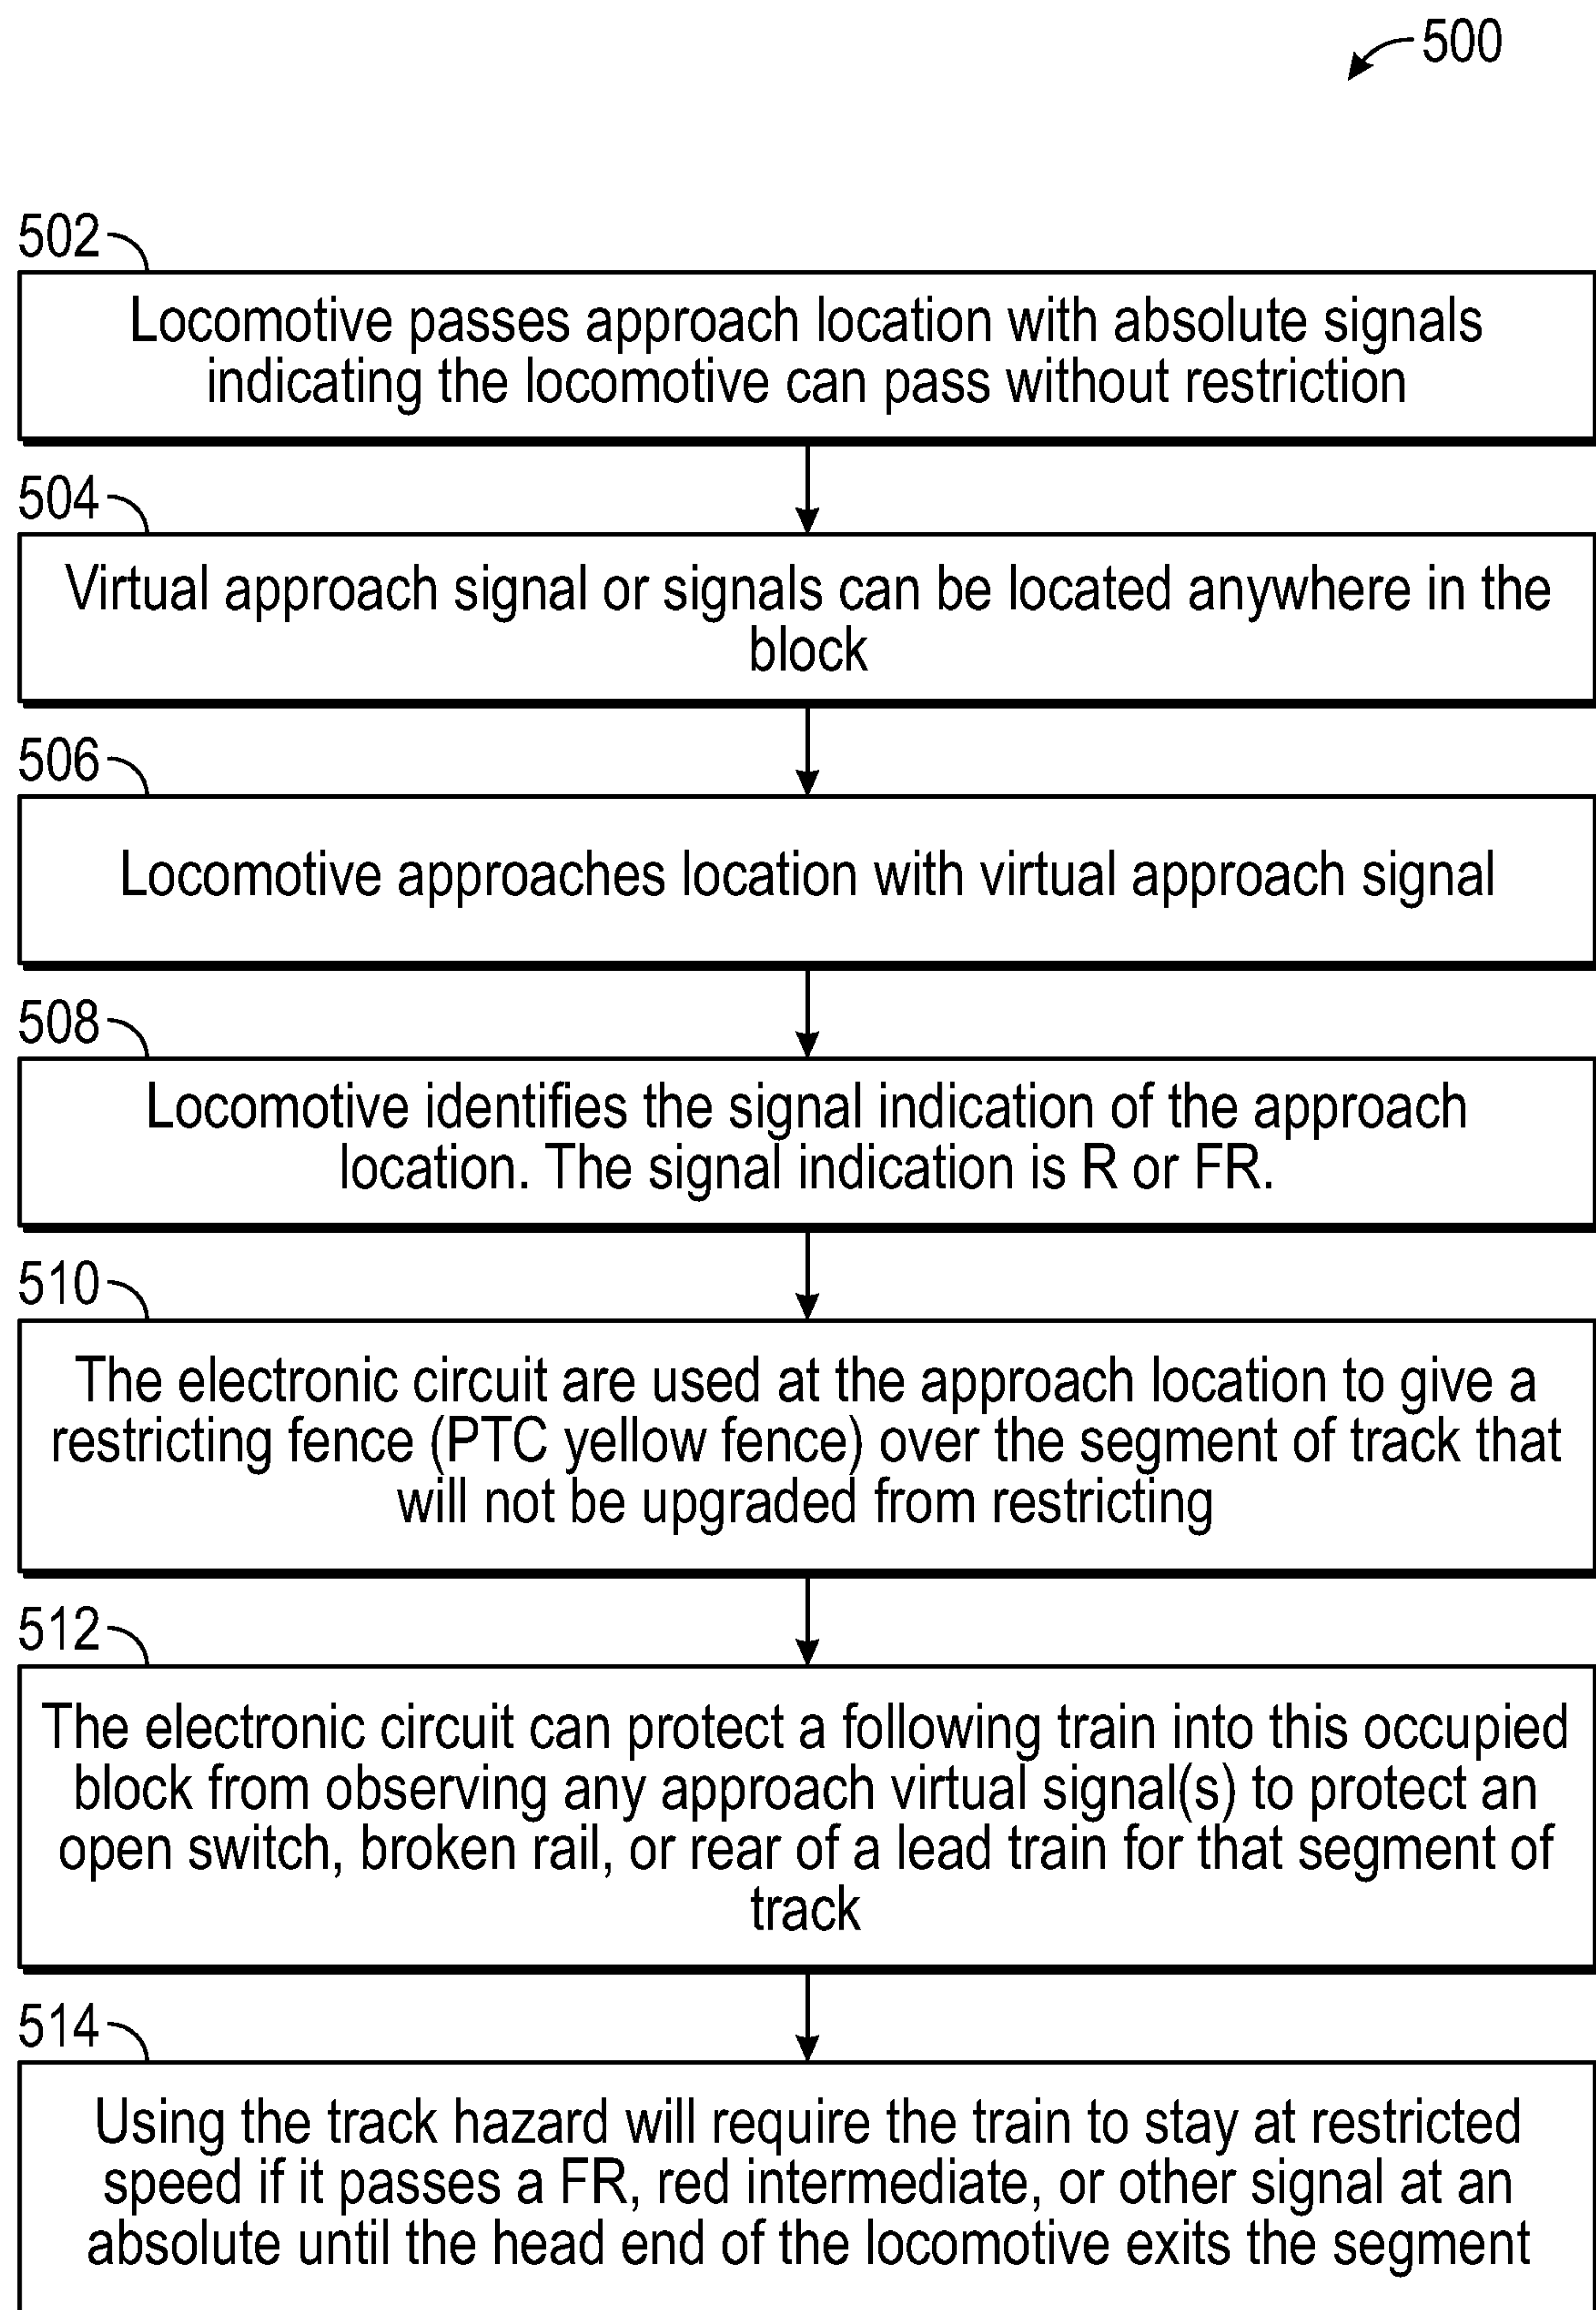 500
502
Locomotive passes approach location with absolute signals
indicating the locomotive can pass without restriction
504
Virtual approach signal or signals can be located anywhere in the
block
506
Locomotive approaches location with virtual approach signal
508
Locomotive identifies the signal indication of the approach
location. The signal indication is R or FR.
510
The electronic circuit are used at the approach location to give a
restricting fence (PTC yellow fence) over the segment of track that
will not be upgraded from restricting
512
The electronic circuit can protect a following train into this occupied
block from observing any approach virtual signal(s) to protect an
open switch, broken rail, or rear of a lead train for that segment of
track
514
Using the track hazard will require the train to stay at restricted
speed if it passes a FR, red intermediate, or other signal at an
absolute until the head end of the locomotive exits the segment